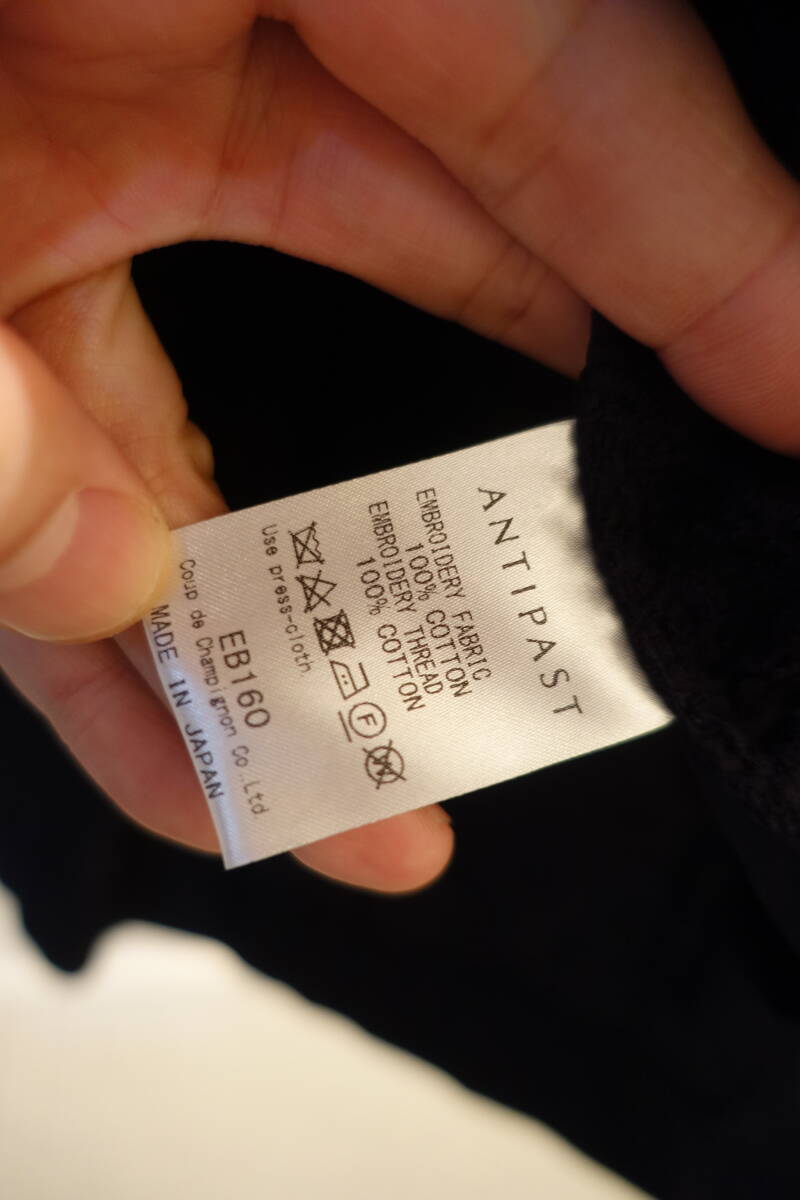 ANTIPAST
EMBROIDERY FABRIC
100% COTTON
EMBROIDERY THREAD
100% COTTON
F
W
Use press-cloth.
EB160
Coup de Champignon Co.,Ltd.
MADE IN JAPAN